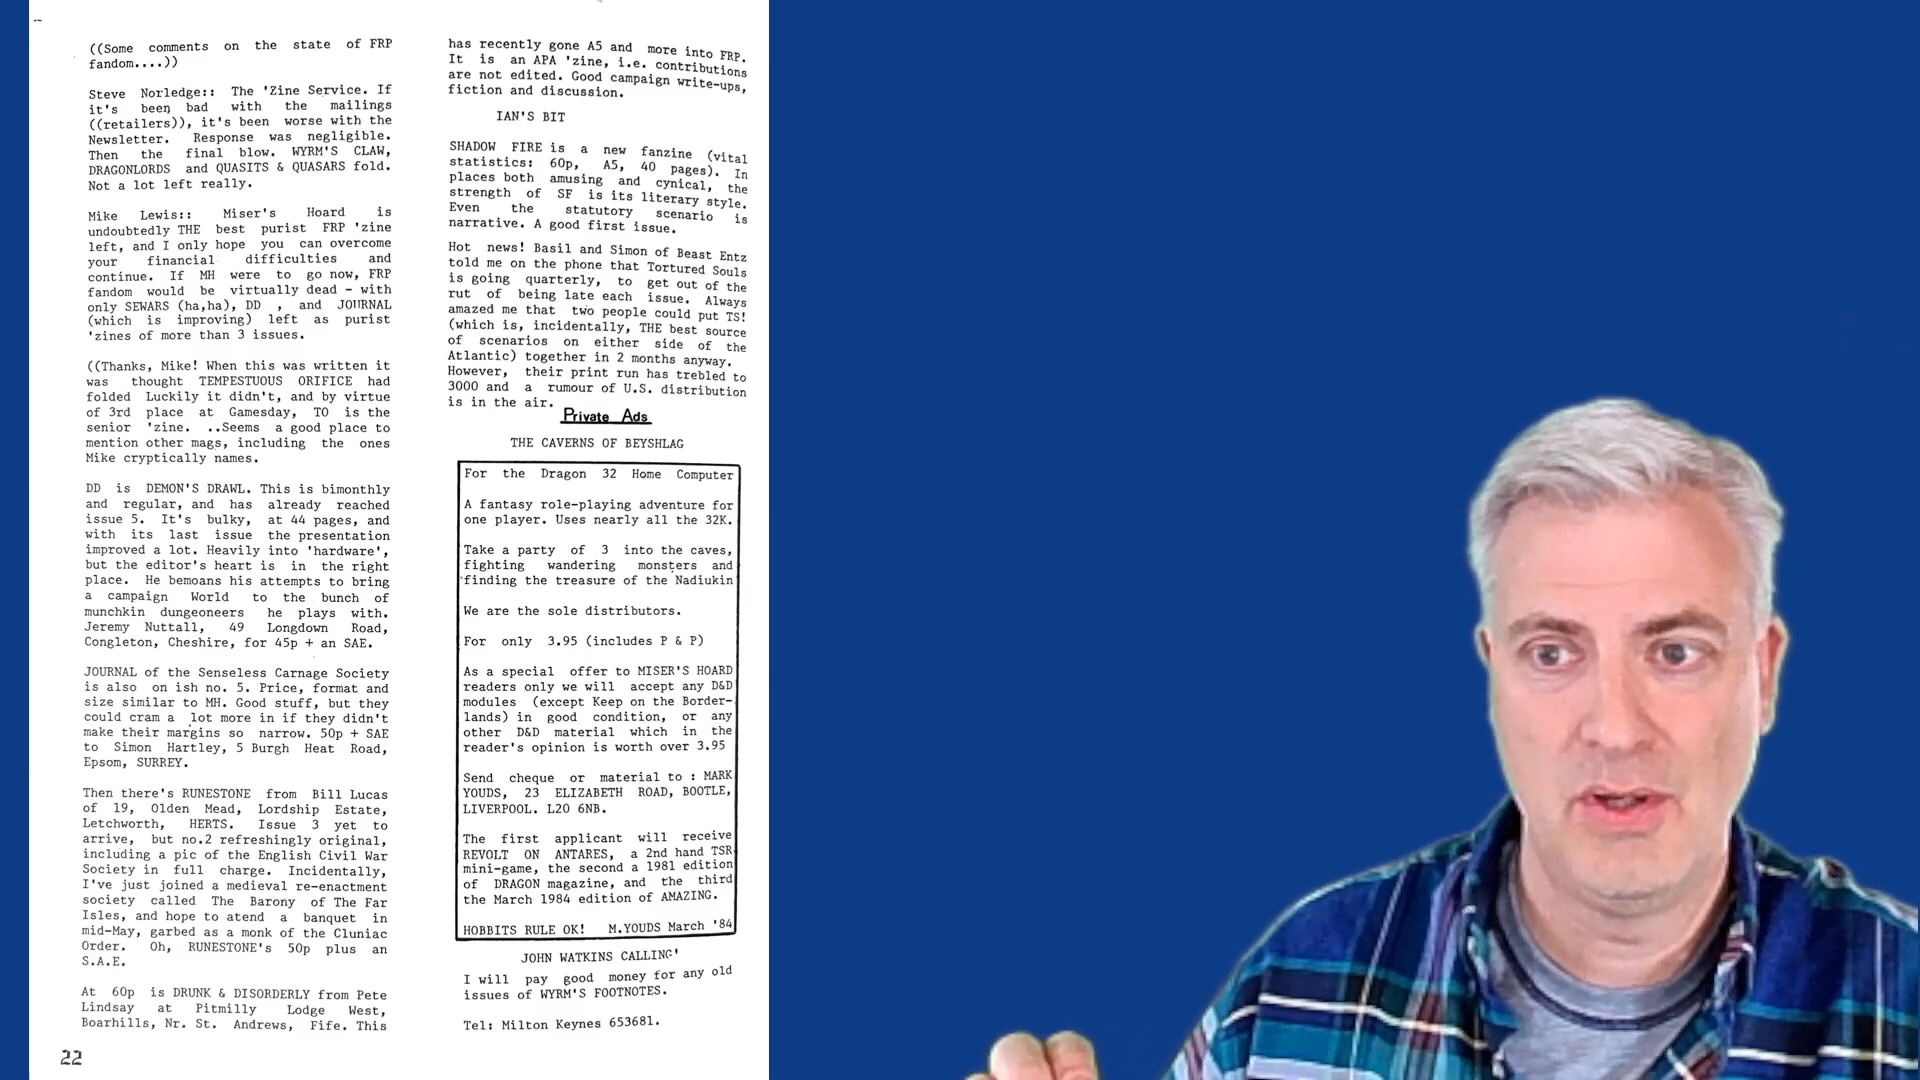 ((Some comments on the state of FRP
fandom....))
Steve Norledge:: The 'Zine Service. If
it's been bad with the mailings
((retailers)), it's been worse with the
Newsletter. Response was negligible.
Then the final blow. WYRM'S CLAW,
DRAGONLORDS and QUASITS & QUASARS fold.
Not a lot left really.
Mike Lewis:: Miser's Hoard is
undoubtedly THE best purist FRP 'zine
left, and I only hope you can overcome
your financial difficulties and
continue. If MH were to go now, FRP
fandom would be virtually dead - with
only SEWARS (ha,ha), DD , and JOURNAL
(which is improving) left as purist
'zines of more than 3 issues.
((Thanks, Mike! When this was written it
was thought TEMPESTUOUS ORIFICE had
folded Luckily it didn't, and by virtue
of 3rd place at Gamesday, TO is the
senior 'zine. ..Seems a good place to
mention other mags, including the ones
Mike cryptically names.
DD is DEMON'S DRAWL. This is bimonthly
and regular, and has already reached
issue 5. It's bulky, at 44 pages, and
with its last issue the presentation
improved a lot. Heavily into 'hardware',
but the editor's heart is in the right
place. He bemoans his attempts to bring
a campaign World to the bunch of
munchkin dungeoneers he plays with.
Jeremy Nuttall, 49 Longdown Road,
Congleton, Cheshire, for 45p + an SAE.
JOURNAL of the Senseless Carnage Society
is also on ish no. 5. Price, format and
size similar to MH. Good stuff, but they
could cram a lot more in if they didn't
make their margins so narrow. 50p + SAE
to Simon Hartley, 5 Burgh Heat Road,
Epsom, SURREY.
Then there's RUNESTONE from Bill Lucas
of 19, Olden Mead, Lordship Estate,
Letchworth, HERTS. Issue 3 yet to
arrive, but no.2 refreshingly original,
including a pic of the English Civil War
Society in full charge. Incidentally,
I've just joined a medieval re-enactment
society called The Barony of The Far
Isles, and hope to atend a banquet in
mid-May, garbed as a monk of the Cluniac
Order. Oh, RUNESTONE's 50p plus an
S.A.E.
At 60p is DRUNK & DISORDERLY from Pete
Lindsay at Pitmilly Lodge West,
Boarhills, Nr. St. Andrews, Fife. This
22
has recently gone A5 and more into FRP.
It is an APA 'zine, i.e. contributions
are not edited. Good campaign write-ups,
fiction and discussion.
IAN'S BIT
SHADOW FIRE is a new fanzine (vital
statistics: 60p, A5, 40 pages). In
places both amusing and cynical, the
strength of SF is its literary style.
Even the statutory scenario is
narrative. A good first issue.
Hot news! Basil and Simon of Beast Entz
told me on the phone that Tortured Souls
is going quarterly, to get out of the
rut of being late each issue. Always
amazed me that two people could put TS!
(which is, incidentally, THE best source
of scenarios on either side of the
Atlantic) together in 2 months anyway.
However, their print run has trebled to
3000 and a rumour of U.S. distribution
is in the air.
Private Ads
THE CAVERNS OF BEYSHLAG
For the Dragon 32 Home Computer
A fantasy role-playing adventure for
one player. Uses nearly all the 32K.
Take a party of 3 into the caves,
fighting wandering monsters and
finding the treasure of the Nadiukin
We are the sole distributors.
For only 3.95 (includes P & P)
As a special offer to MISER'S HOARD
readers only we will accept any D&D
modules (except Keep on the Border-
lands) in good condition, or any
other D&D material which in the
reader's opinion is worth over 3.95
Send cheque or material to : MARK
YOUDS, 23 ELIZABETH ROAD, BOOTLE,
LIVERPOOL. L20 6NB.
The first applicant will receive
REVOLT ON ANTARES, a 2nd hand TSR
mini-game, the second a 1981 edition
of DRAGON magazine, and the third
the March 1984 edition of AMAZING.
HOBBITS RULE OK! M.YOUDS March '84
JOHN WATKINS CALLING'
I will pay good money for any old
issues of WYRM'S FOOTNOTES.
Tel: Milton Keynes 653681.